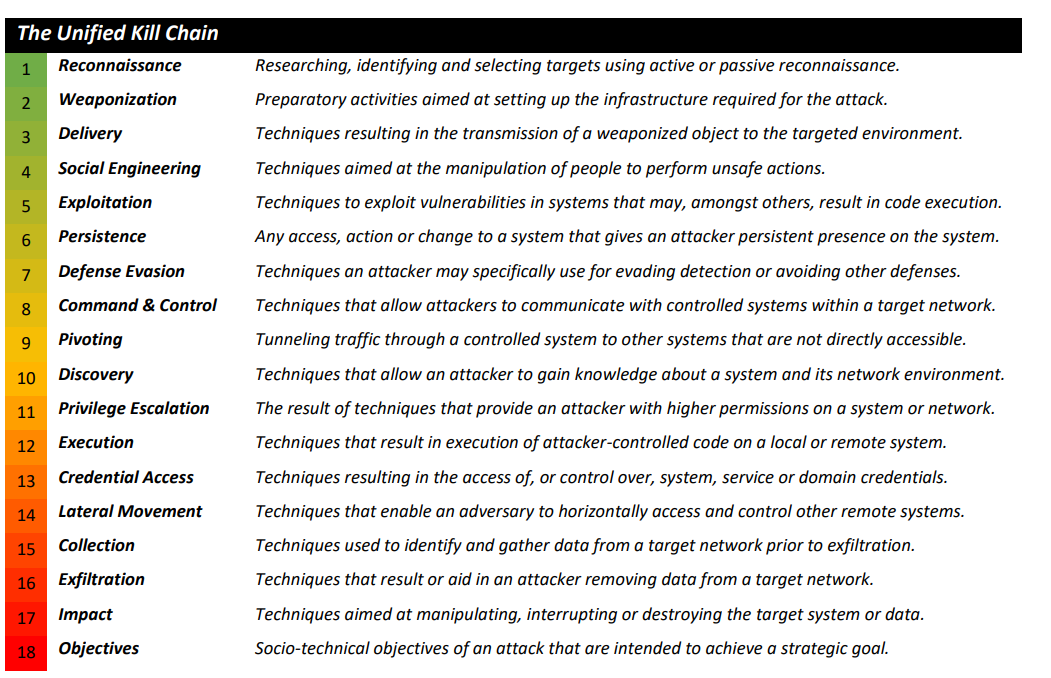 The Unified Kill Chain
1 Reconnaissance Researching, identifying and selecting targets using active or passive reconnaissance.
2 Weaponization Preparatory activities aimed at setting up the infrastructure required for the attack.
3 Delivery Techniques resulting in the transmission of a weaponized object to the targeted environment.
4 Social Engineering Techniques aimed at the manipulation of people to perform unsafe actions.
5 Exploitation Techniques to exploit vulnerabilities in systems that may, amongst others, result in code execution.
6 Persistence Any access, action or change to a system that gives an attacker persistent presence on the system.
7 Defense Evasion Techniques an attacker may specifically use for evading detection or avoiding other defenses.
8 Command & Control Techniques that allow attackers to communicate with controlled systems within a target network.
9 Pivoting Tunneling traffic through a controlled system to other systems that are not directly accessible.
10 Discovery Techniques that allow an attacker to gain knowledge about a system and its network environment.
11 Privilege Escalation The result of techniques that provide an attacker with higher permissions on a system or network.
12 Execution Techniques that result in execution of attacker-controlled code on a local or remote system.
13 Credential Access Techniques resulting in the access of, or control over, system, service or domain credentials.
14 Lateral Movement Techniques that enable an adversary to horizontally access and control other remote systems.
15 Collection Techniques used to identify and gather data from a target network prior to exfiltration.
16 Exfiltration Techniques that result or aid in an attacker removing data from a target network.
17 Impact Techniques aimed at manipulating, interrupting or destroying the target system or data.
18 Objectives Socio-technical objectives of an attack that are intended to achieve a strategic goal.